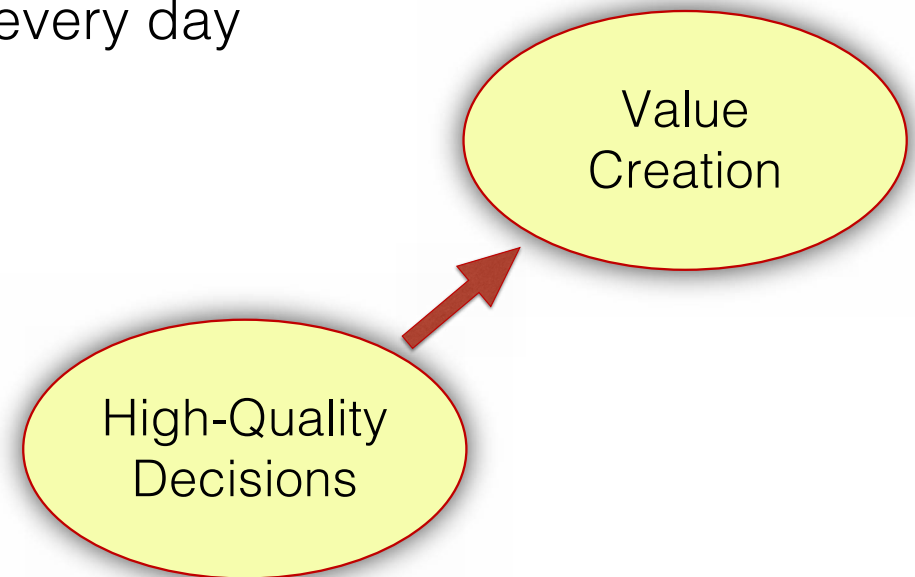 every day
Value
Creation
High-Quality
Decisions